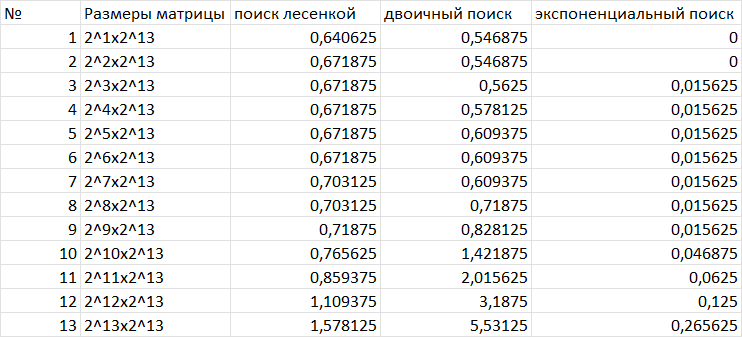 № Размеры матрицы поиск лесенкой двоичный поиск экспоненциальный поиск
1 2^1x2^13 0,640625 0,546875 0
2 2^2x2^13 0,671875 0,546875 0
3 2^3x2^13 0,671875 0,5625 0,015625
4 2^4x2^13 0,671875 0,578125 0,015625
5 2^5x2^13 0,671875 0,609375 0,015625
6 2^6x2^13 0,671875 0,609375 0,015625
7 2^7x2^13 0,703125 0,609375 0,015625
8 2^8x2^13 0,703125 0,71875 0,015625
9 2^9x2^13 0,71875 0,828125 0,015625
10 2^10x2^13 0,765625 1,421875 0,046875
11 2^11x2^13 0,859375 2,015625 0,0625
12 2^12x2^13 1,109375 3,1875 0,125
13 2^13x2^13 1,578125 5,53125 0,265625